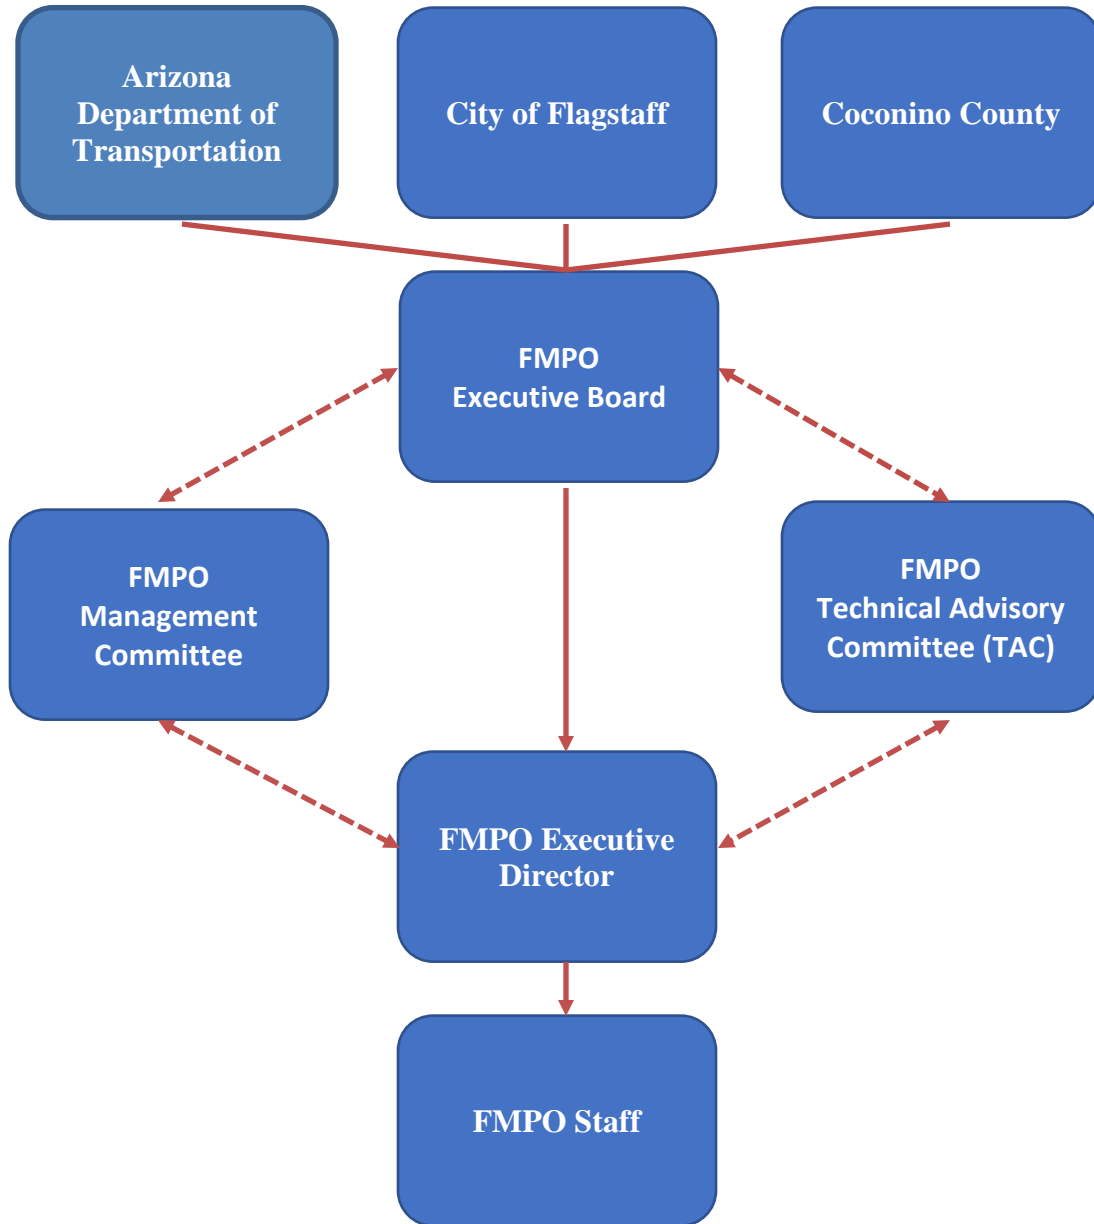 Arizona
Department of
Transportation
City of Flagstaff
Coconino County
FMPO
Executive Board
FMPO
Management
Committee
FMPO
Technical Advisory
Committee (TAC)
FMPO Executive
Director
FMPO Staff